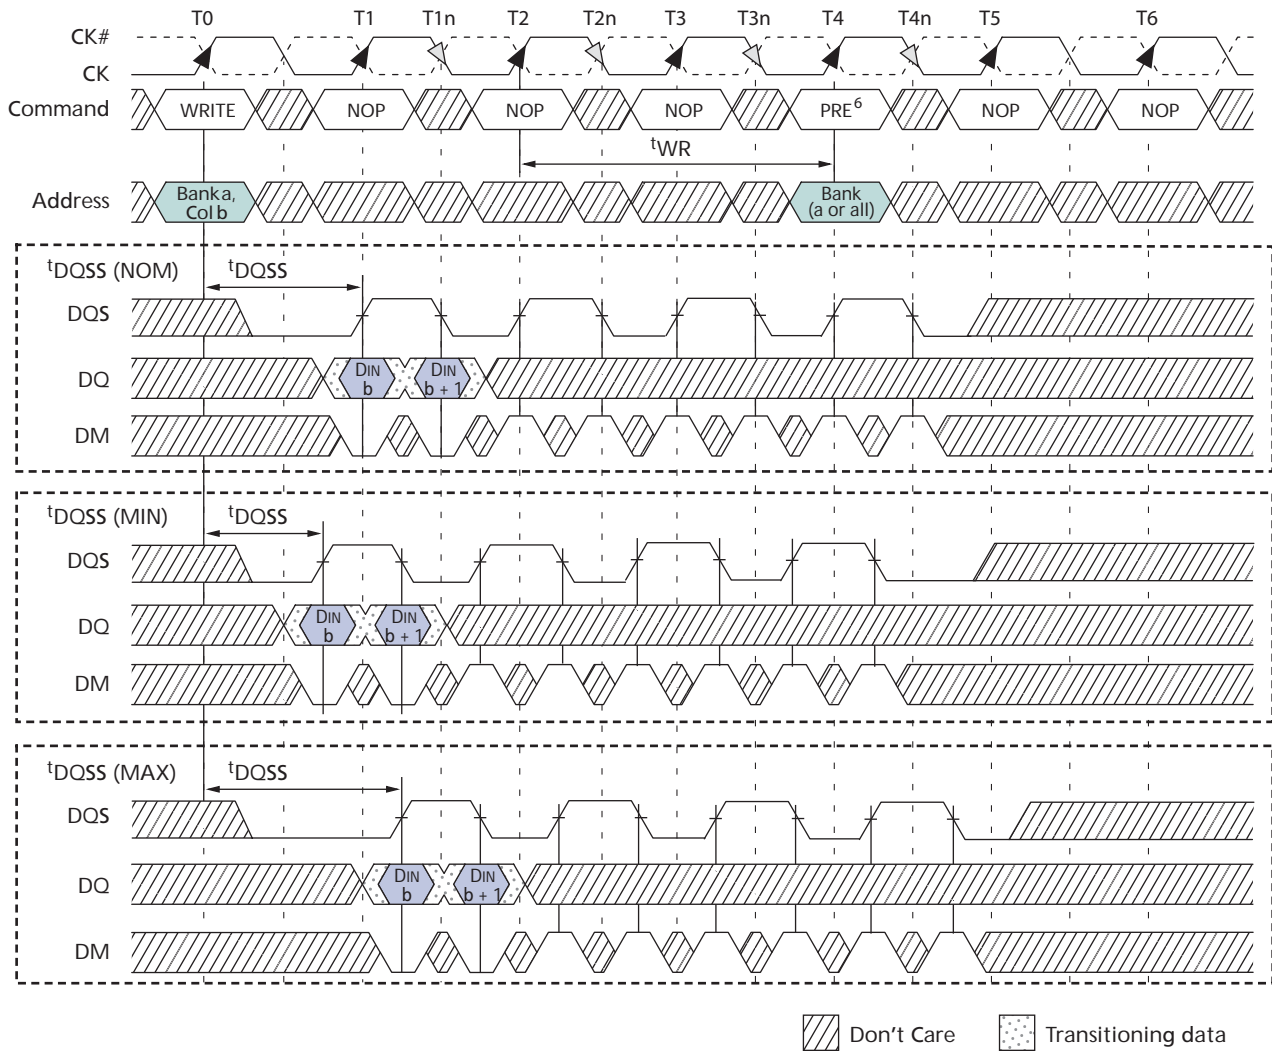 T0 T1 T1n T2 T2n T3 T3n T4 T4n T5 T6
CK#
CK
Command WRITE NOP NOP NOP PRE6 NOP NOP
tWR
Address Bank a, Col b Bank (a or all)
tDQSS (NOM) tDQSS
DQS
DQ DIN b DIN b + 1
DM
tDQSS (MIN) tDQSS
DQS
DQ DIN b DIN b + 1
DM
tDQSS (MAX) tDQSS
DQS
DQ DIN b DIN b + 1
DM
Don't Care Transitioning data